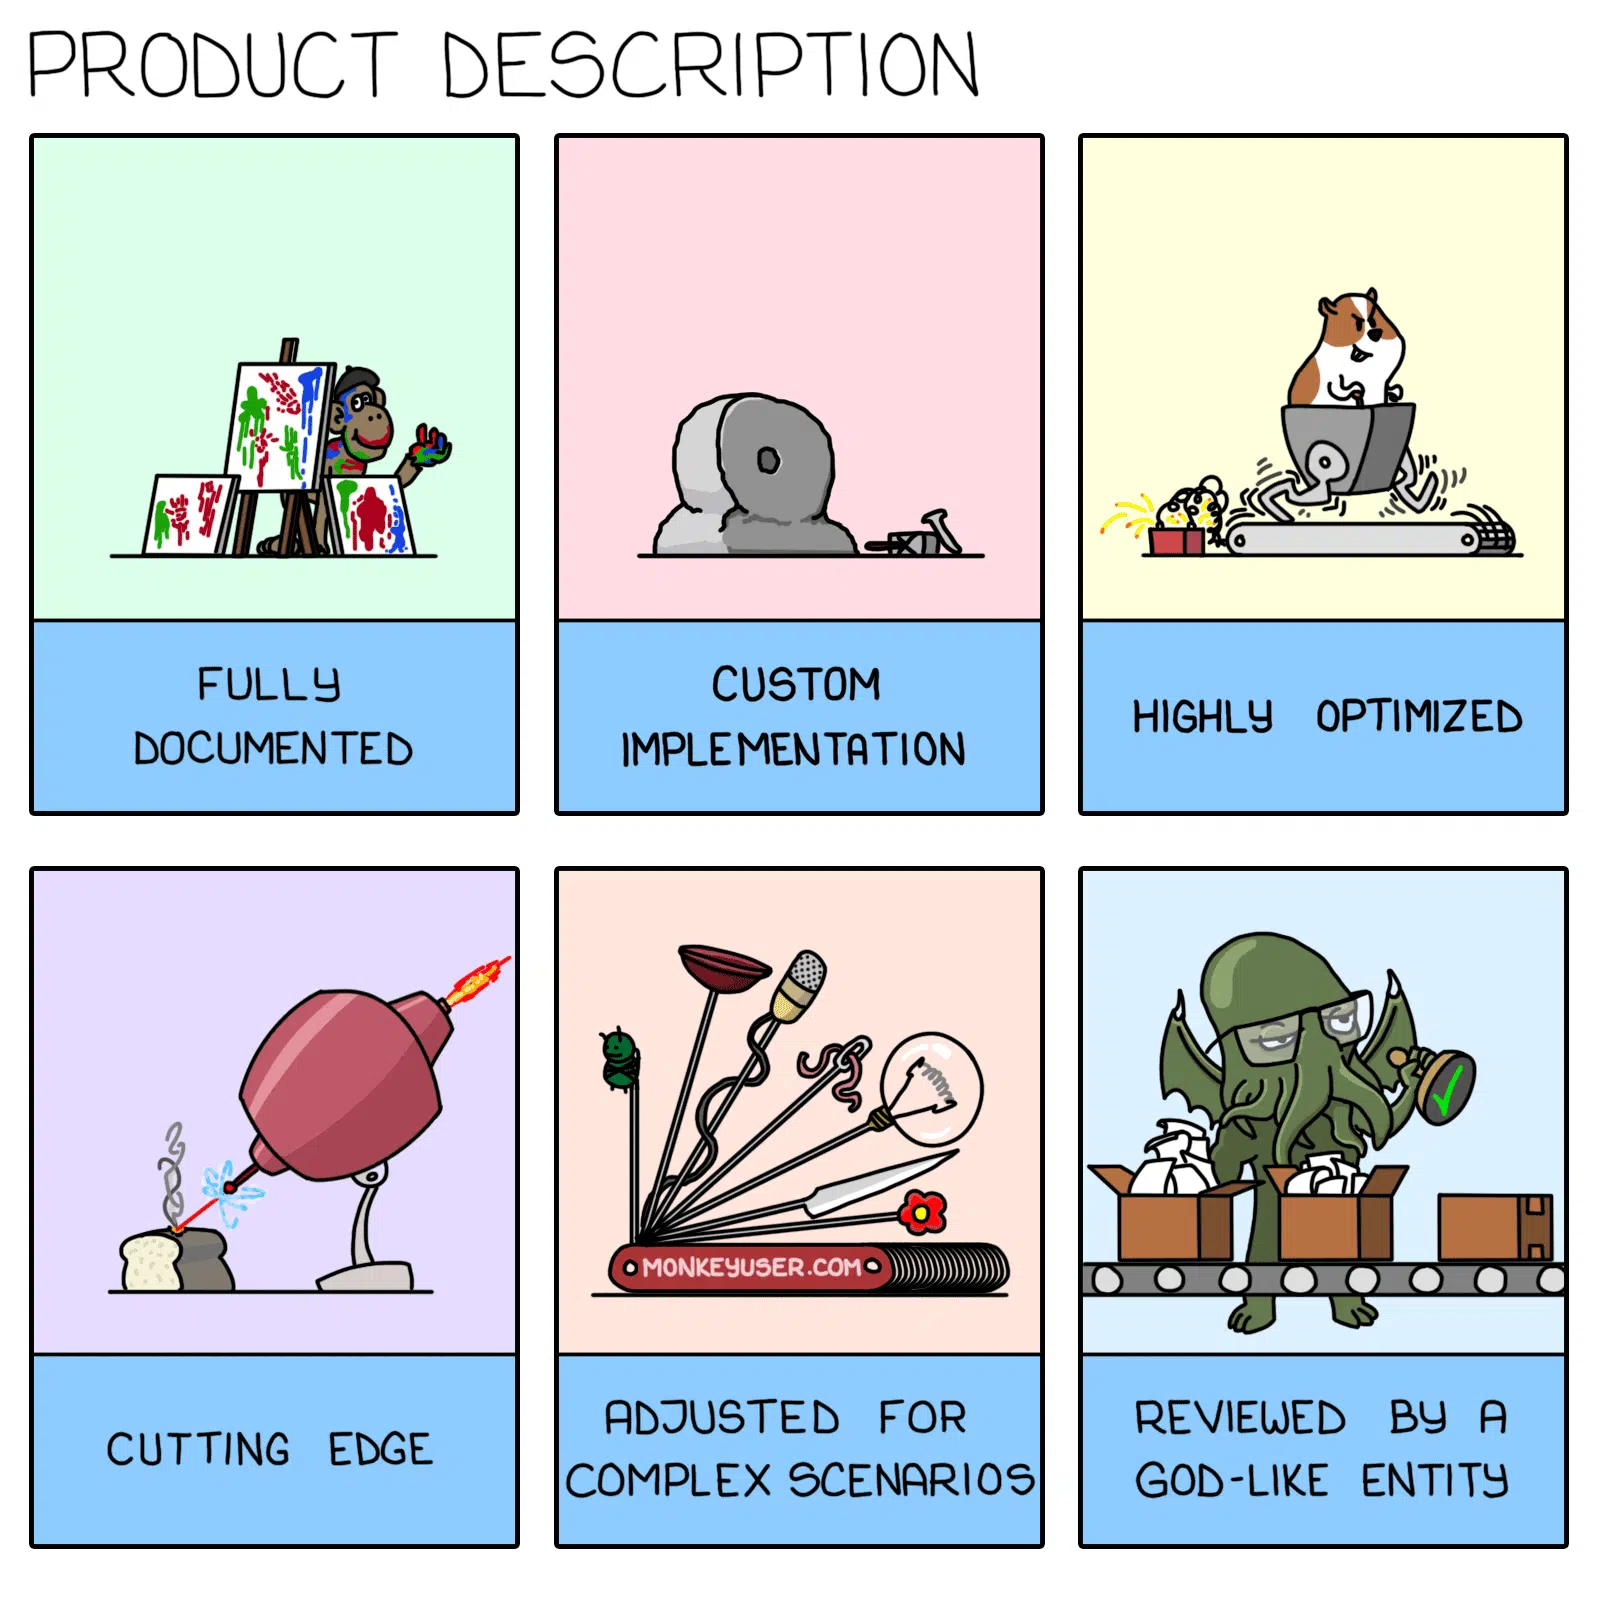 PRODUCT DESCRIPTION
FULLY
DOCUMENTED
CUSTOM
IMPLEMENTATION
HIGHLY OPTIMIZED
CUTTING EDGE
MONKEYUSER.COM
ADJUSTED FOR
COMPLEX SCENARIOS
REVIEWED BY A
GOD-LIKE ENTITY